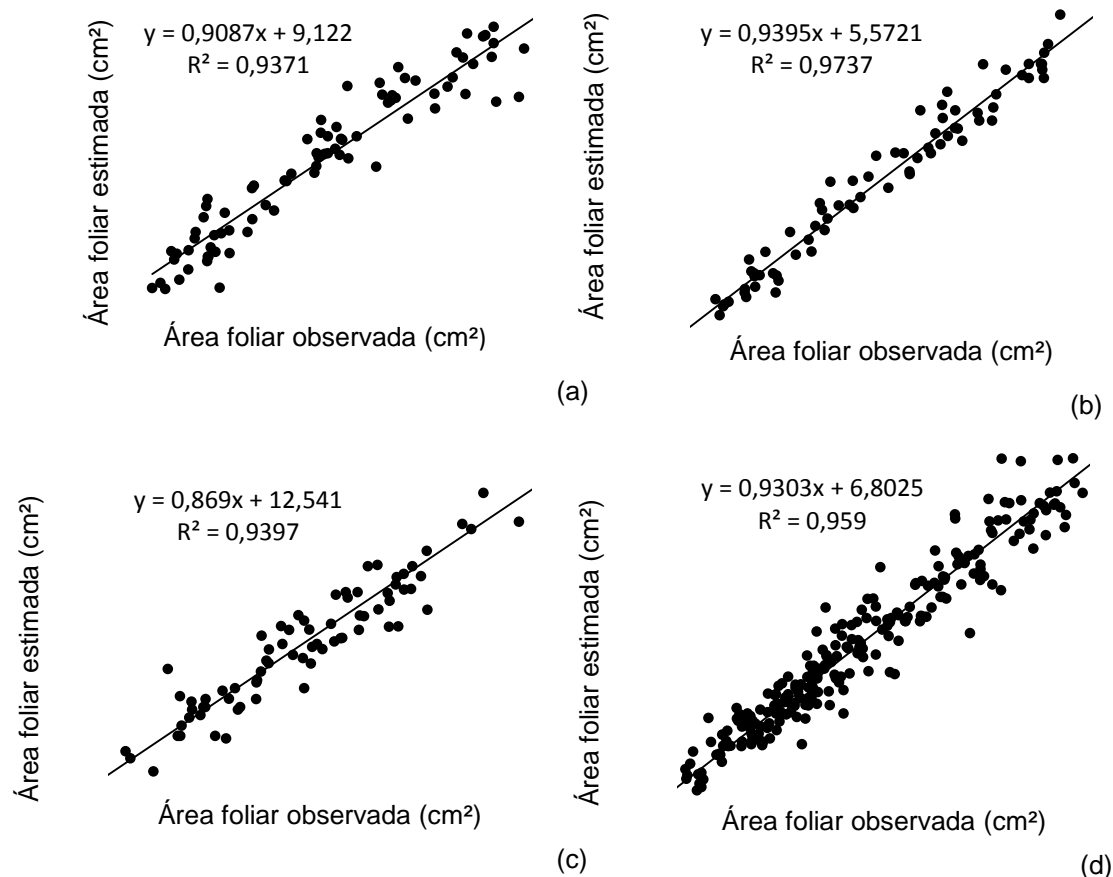 y = 0,9087x + 9,122
R² = 0,9371
Área foliar estimada (cm²)
Área foliar observada (cm²)
(a)
y = 0,9395x + 5,5721
R² = 0,9737
Área foliar estimada (cm²)
Área foliar observada (cm²)
(b)
y = 0,869x + 12,541
R² = 0,9397
Área foliar estimada (cm²)
Área foliar observada (cm²)
(c)
y = 0,9303x + 6,8025
R² = 0,959
Área foliar estimada (cm²)
Área foliar observada (cm²)
(d)